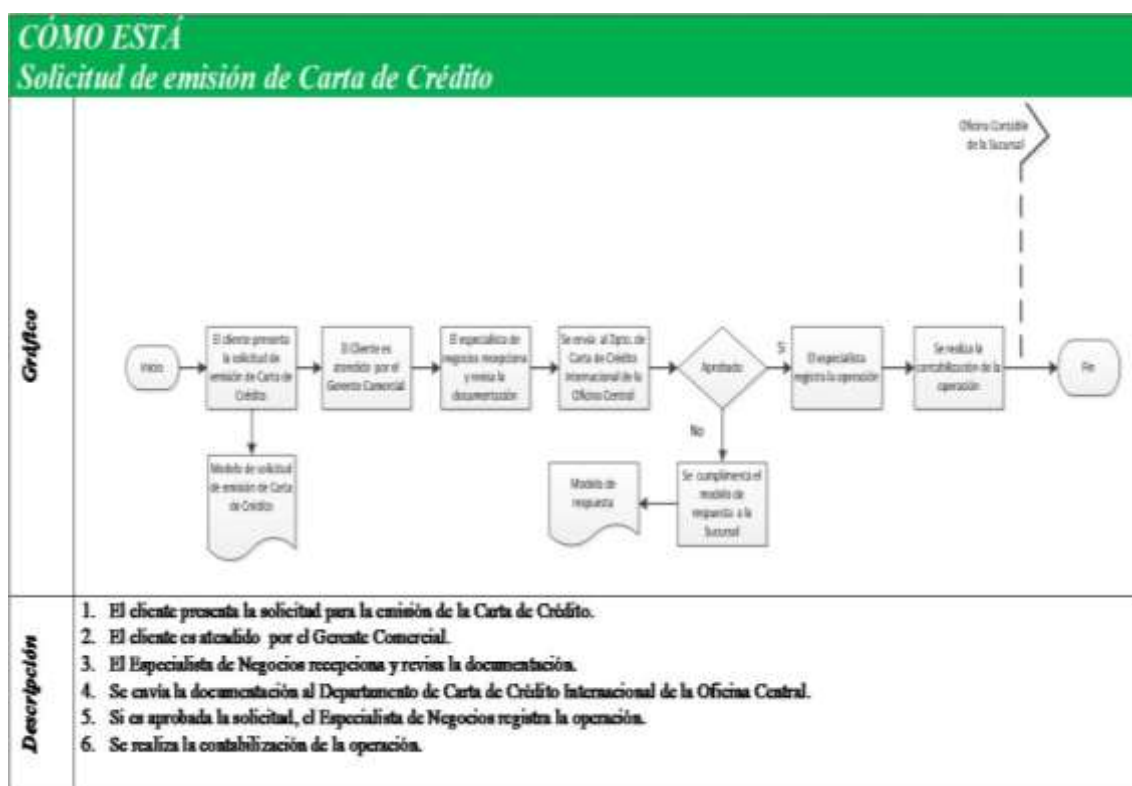 CÓMO ESTÁ
Solicitud de emisión de Carta de Crédito
Gráfico
Oficina Contable
de la Sucursal
Inicio
El cliente presenta
la solicitud de
emisión de Carta de
Crédito
El Cliente es
atendido por el
Gerente Comercial
El especialista de
negocios recepciona
y revisa la
documentación
Se envía al Dpto. de
Carta de Crédito
Internacional de la
Oficina Central
Aprobado
Si
El especialista
registra la operación
Se realiza la
contabilización de la
operación
Fin
No
Modelo de solicitud
de emisión de Carta
de Crédito
Modelo de
respuesta
Se cumplimenta el
modelo de
respuesta a la
Sucursal
Descripción
1. El cliente presenta la solicitud para la emisión de la Carta de Crédito.
2. El cliente es atendido por el Gerente Comercial.
3. El Especialista de Negocios recepciona y revisa la documentación.
4. Se envía la documentación al Departamento de Carta de Crédito Internacional de la Oficina Central.
5. Si es aprobada la solicitud, el Especialista de Negocios registra la operación.
6. Se realiza la contabilización de la operación.